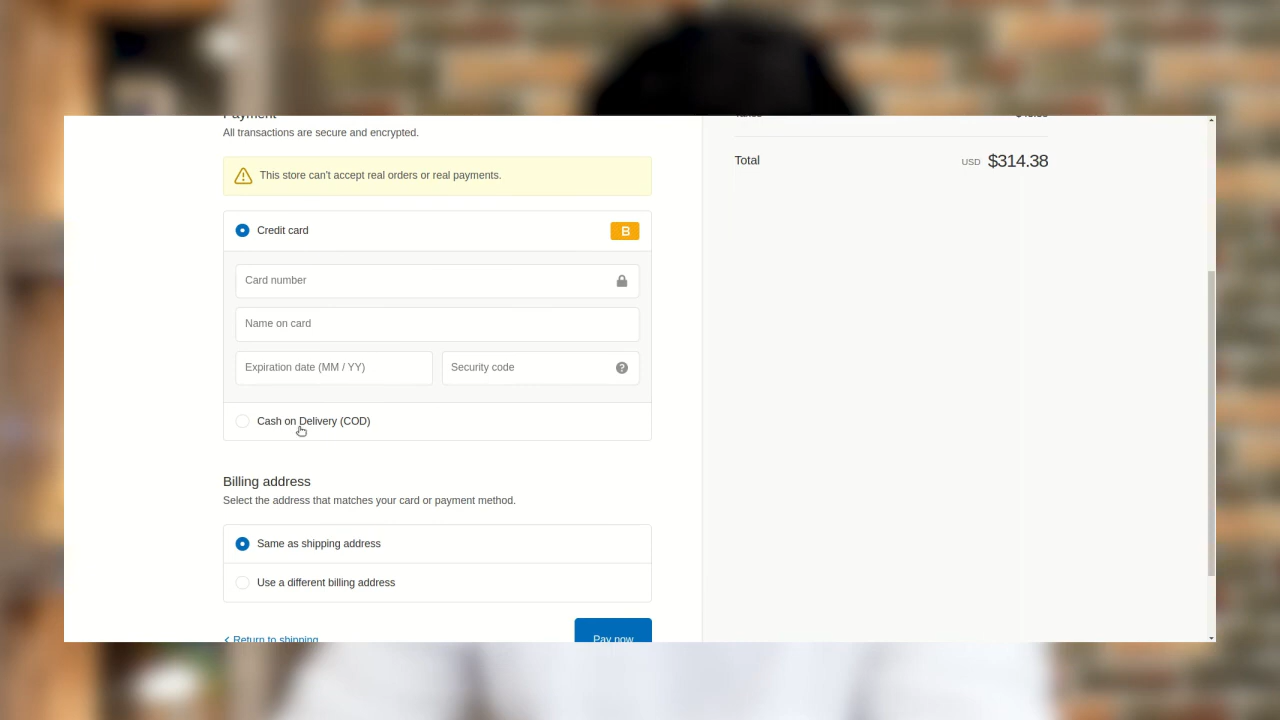 Payment
All transactions are secure and encrypted.
This store can't accept real orders or real payments.
Credit card
B
Card number
Name on card
Expiration date (MM / YY)
Security code
?
Cash on Delivery (COD)
Billing address
Select the address that matches your card or payment method.
Same as shipping address
Use a different billing address
Return to shipping
Pay now
Taxes
Total USD $314.38